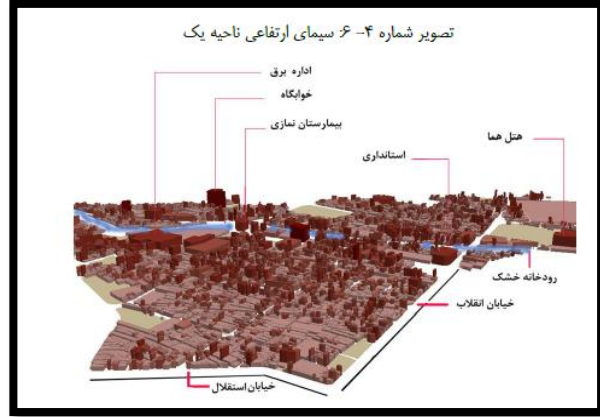 تصویر شماره ۴- ۶: سیمای ارتفاعی ناحیه یک
اداره برق
خوابگاه
بیمارستان نمازی
هتل هما
استانداری
رودخانه خشک
خیابان انقلاب
خیابان استقلال